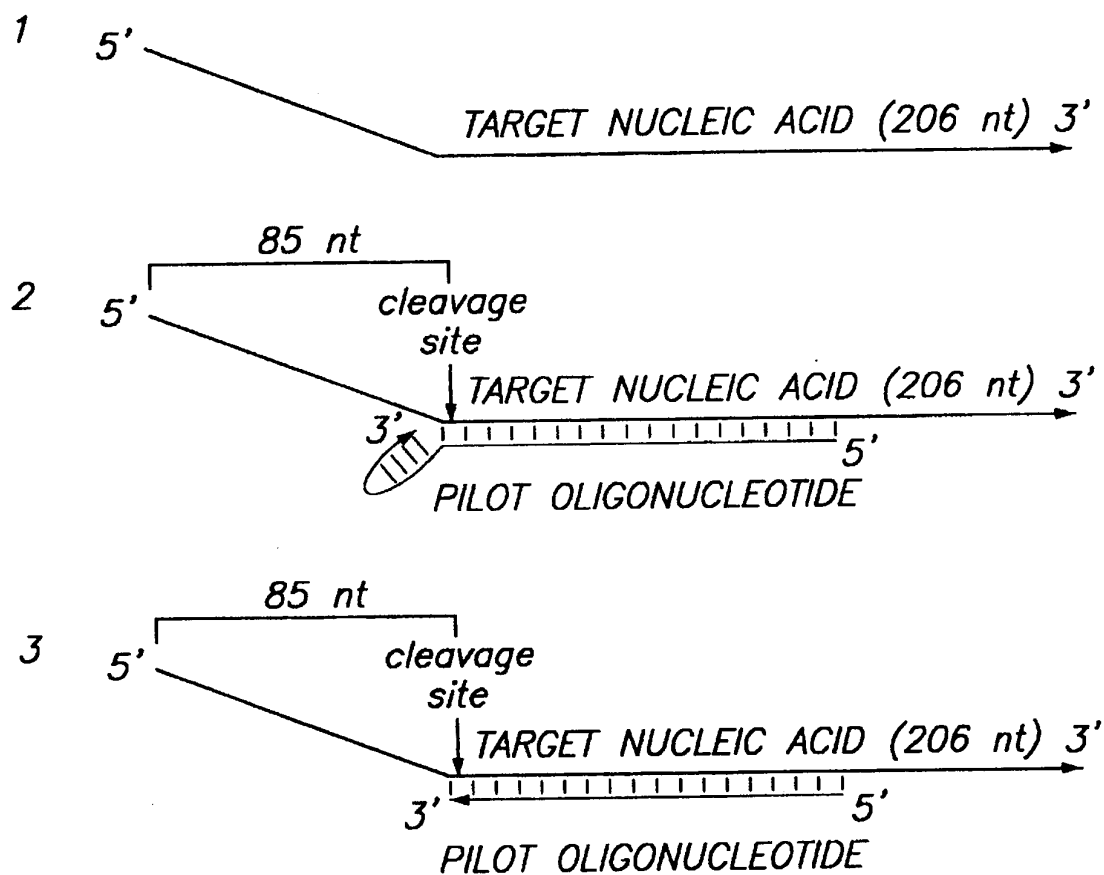 1
5'
TARGET NUCLEIC ACID (206 nt) 3'
85 nt
2
5'
cleavage
site
TARGET NUCLEIC ACID (206 nt) 3'
3'
5'
PILOT OLIGONUCLEOTIDE
85 nt
3
5'
cleavage
site
TARGET NUCLEIC ACID (206 nt) 3'
3'
5'
PILOT OLIGONUCLEOTIDE